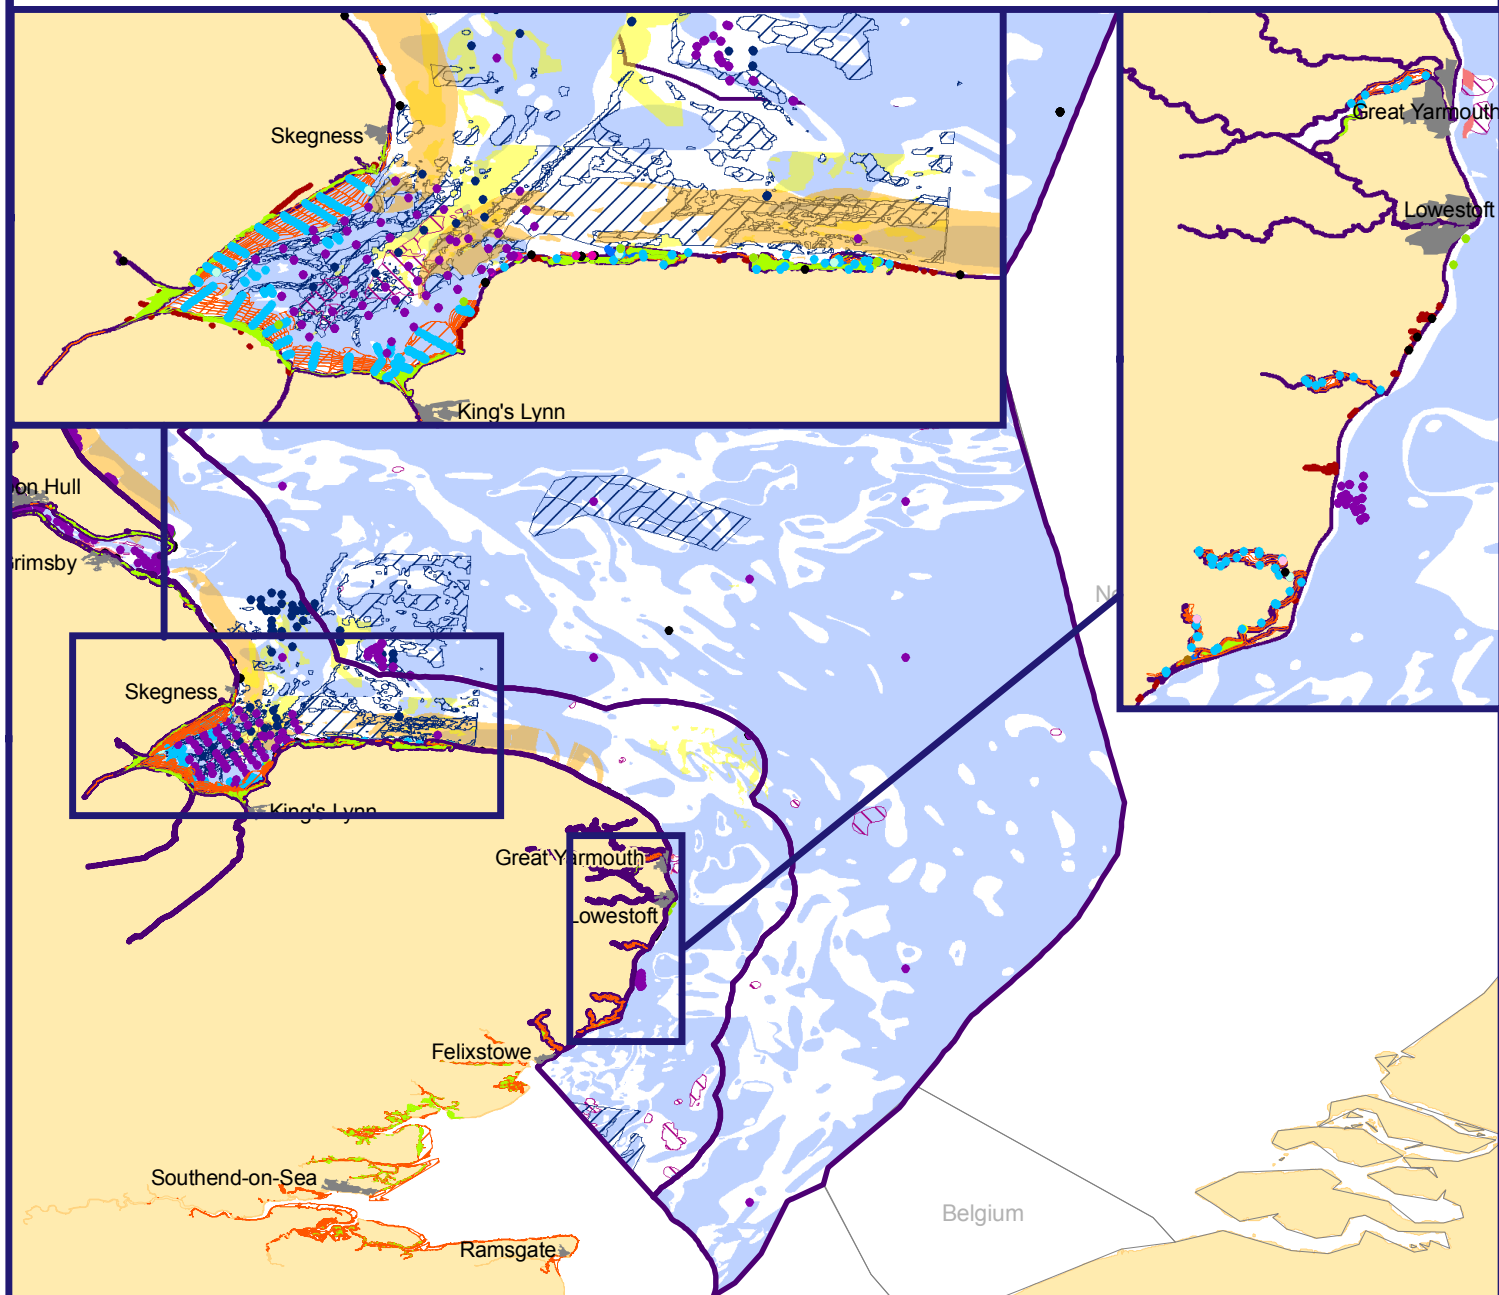 Skegness
King's Lynn
Great Yarmouth
Lowestoft
on Hull
rimsby
Skegness
King's Lynn
Great Yarmouth
Lowestoft
Felixstowe
Southend-on-Sea
Ramsgate
Belgium